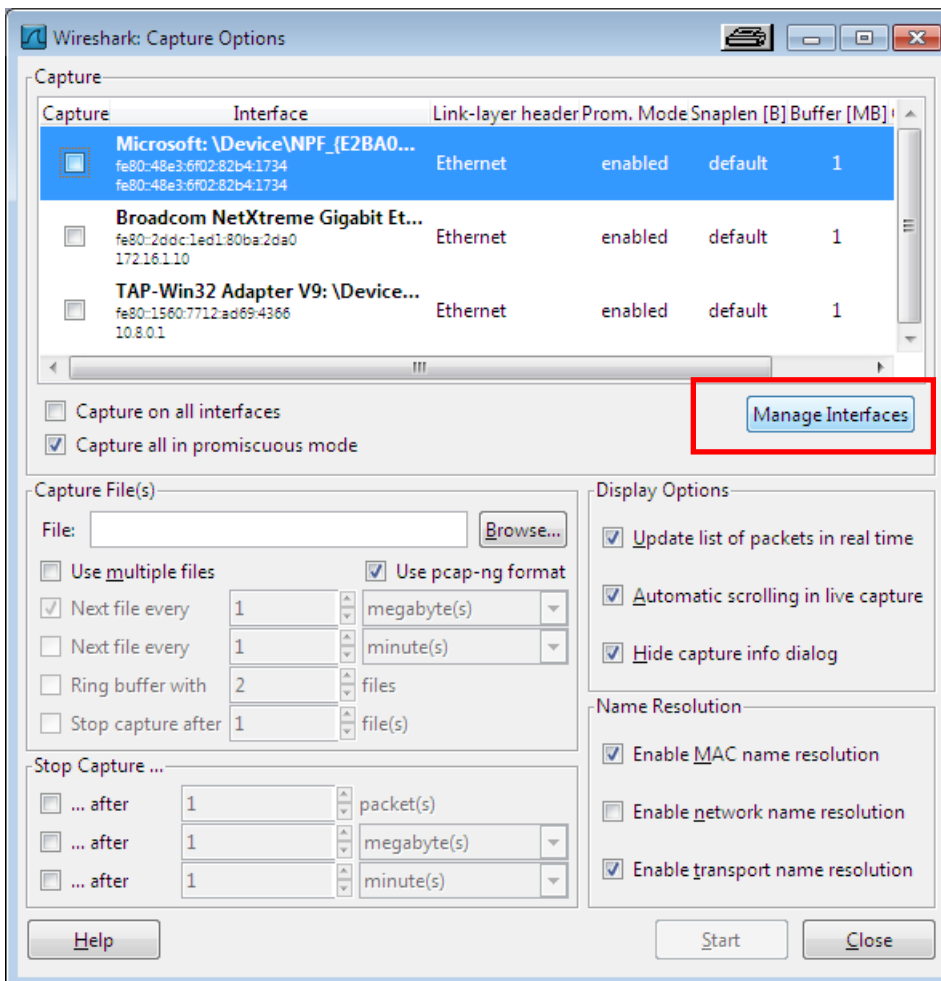 Wireshark: Capture Options
Capture
Capture Interface Link-layer header Prom. Mode Snaplen [B] Buffer [MB]
Microsoft: \Device\NPF_{E2BA0...
fe80::48e3:6f02:82b4:1734
fe80::48e3:6f02:82b4:1734
Ethernet enabled default 1
Broadcom NetXtreme Gigabit Et...
fe80::2ddc:1ed1:80ba:2da0
172.16.1.10
Ethernet enabled default 1
TAP-Win32 Adapter V9: \Device...
fe80::1560:7712:ad69:4366
10.8.0.1
Ethernet enabled default 1
Capture on all interfaces
Manage Interfaces
Capture all in promiscuous mode
Capture File(s)
File: Browse...
Use multiple files Use pcap-ng format
Next file every 1 megabyte(s)
Next file every 1 minute(s)
Ring buffer with 2 files
Stop capture after 1 file(s)
Stop Capture ...
... after 1 packet(s)
... after 1 megabyte(s)
... after 1 minute(s)
Display Options
Update list of packets in real time
Automatic scrolling in live capture
Hide capture info dialog
Name Resolution
Enable MAC name resolution
Enable network name resolution
Enable transport name resolution
Help Start Close